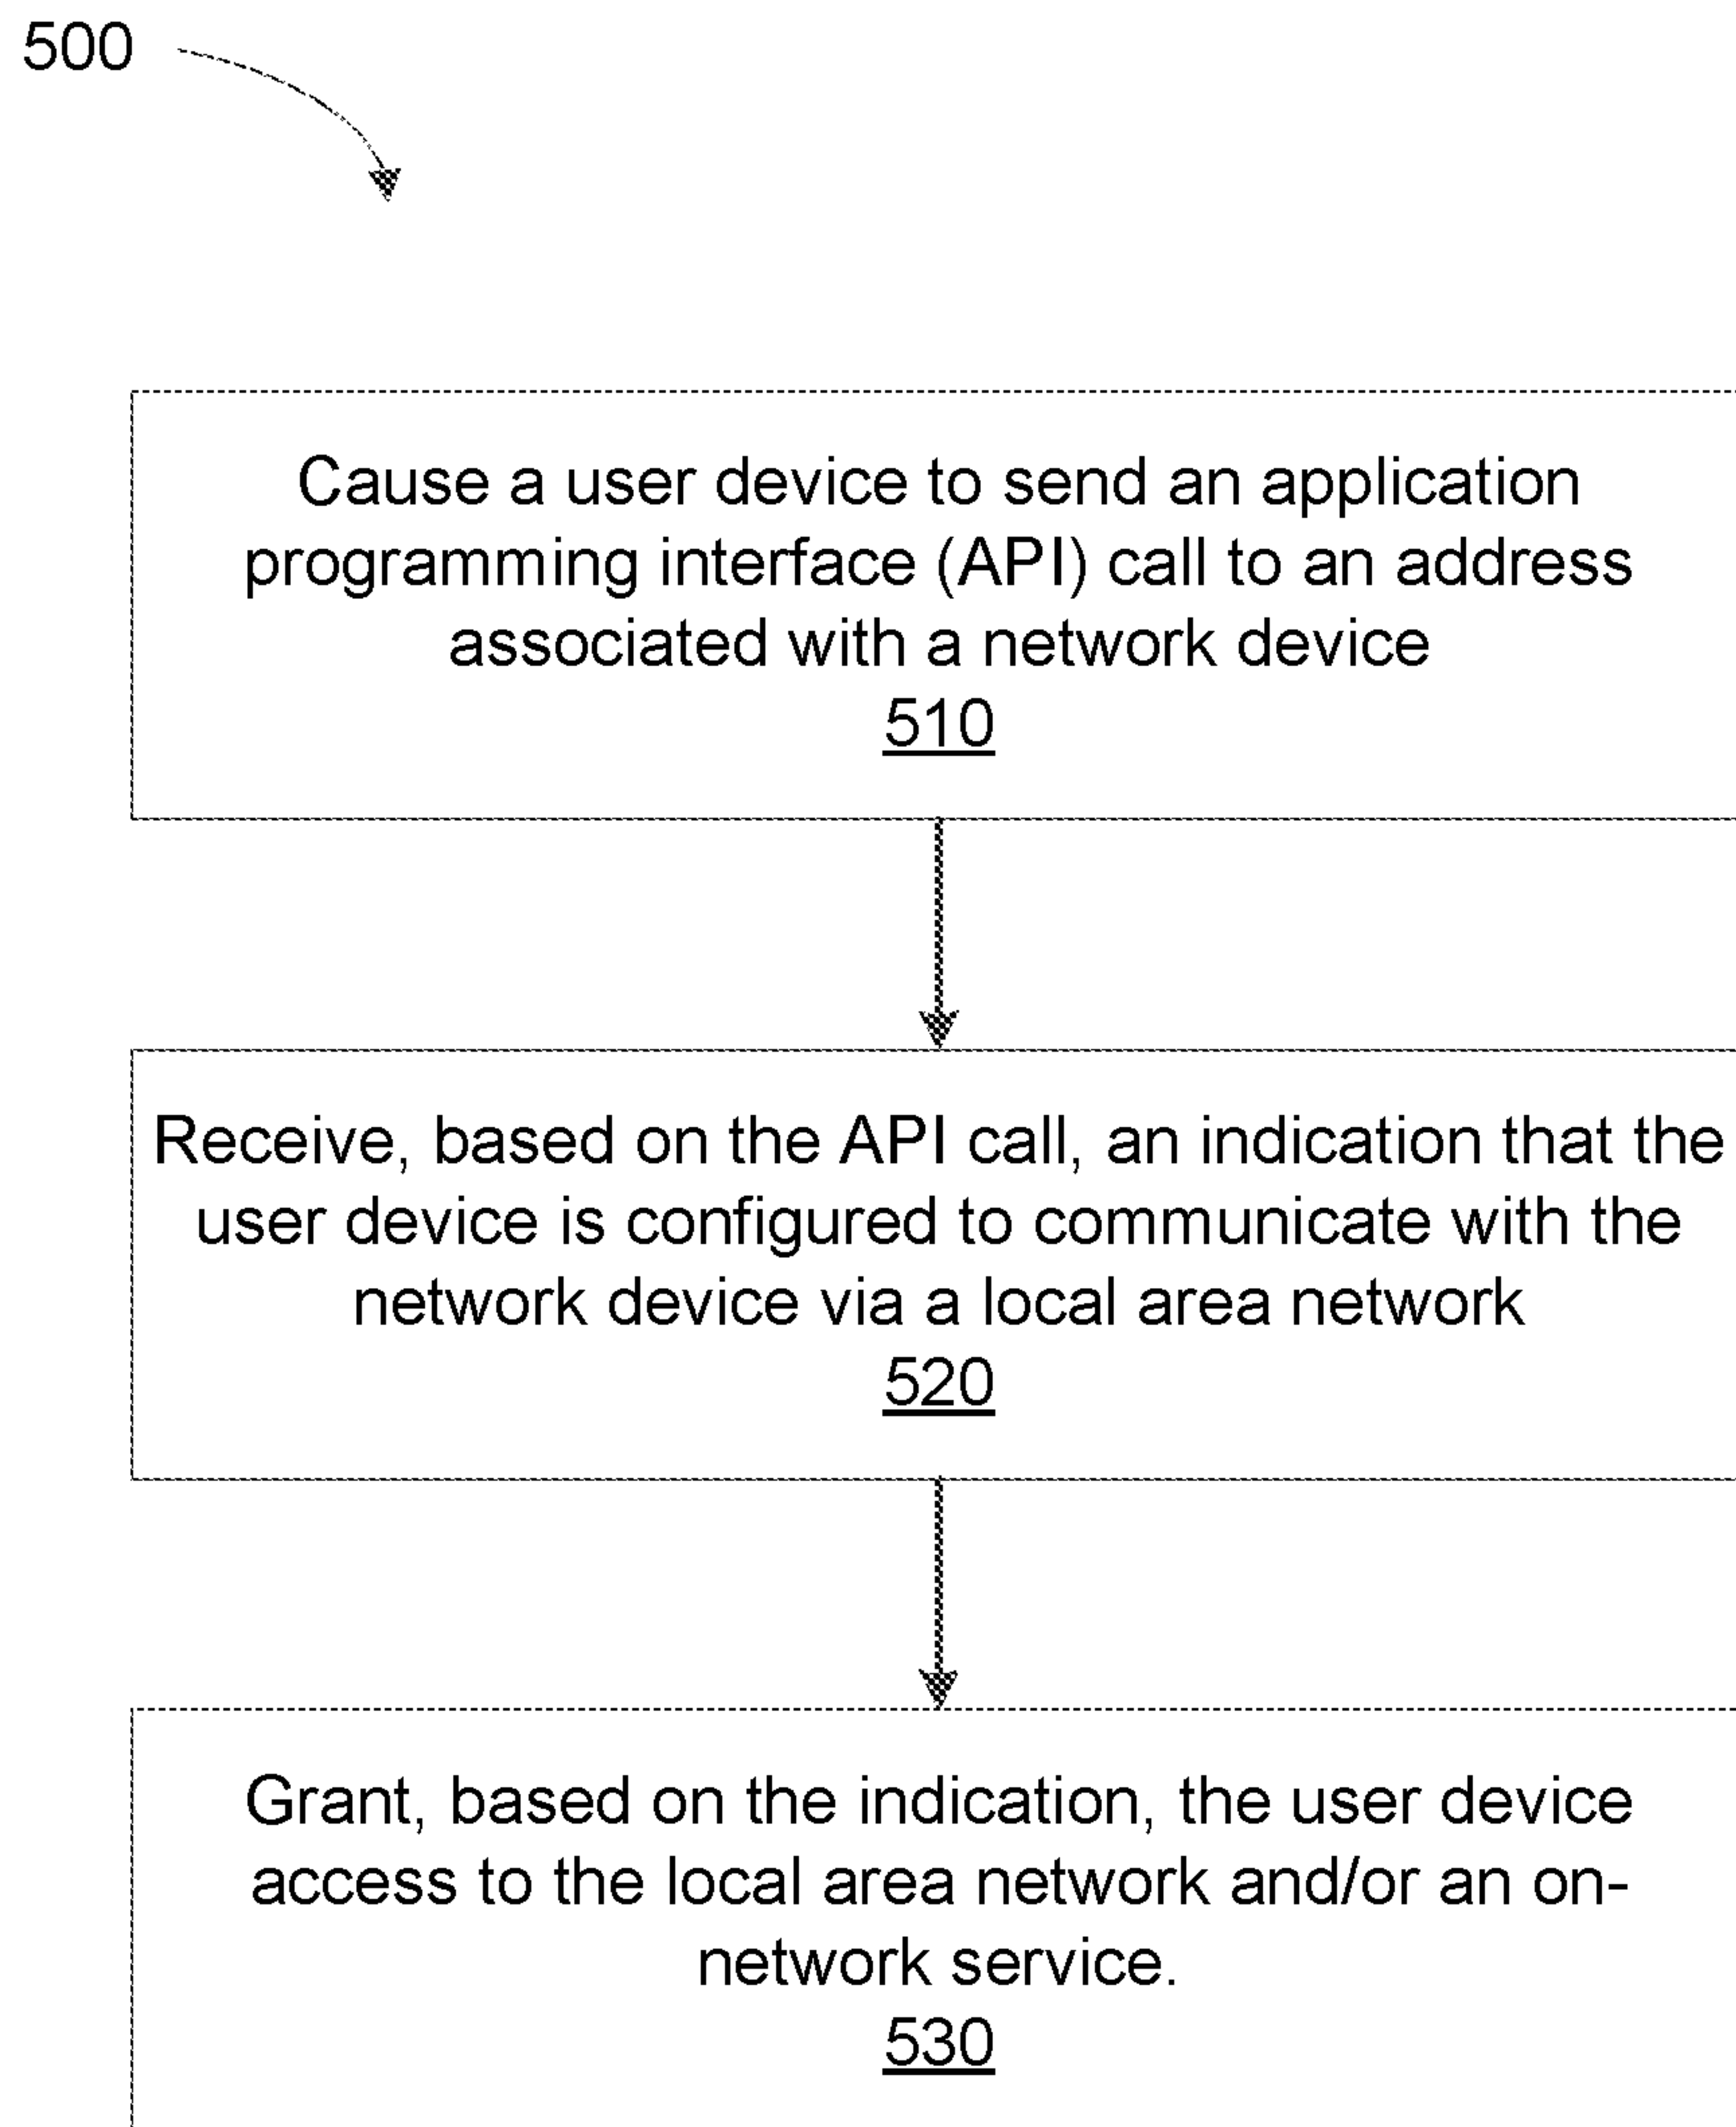 500
Cause a user device to send an application
programming interface (API) call to an address
associated with a network device
510
Receive, based on the API call, an indication that the
user device is configured to communicate with the
network device via a local area network
520
Grant, based on the indication, the user device
access to the local area network and/or an on-
network service.
530